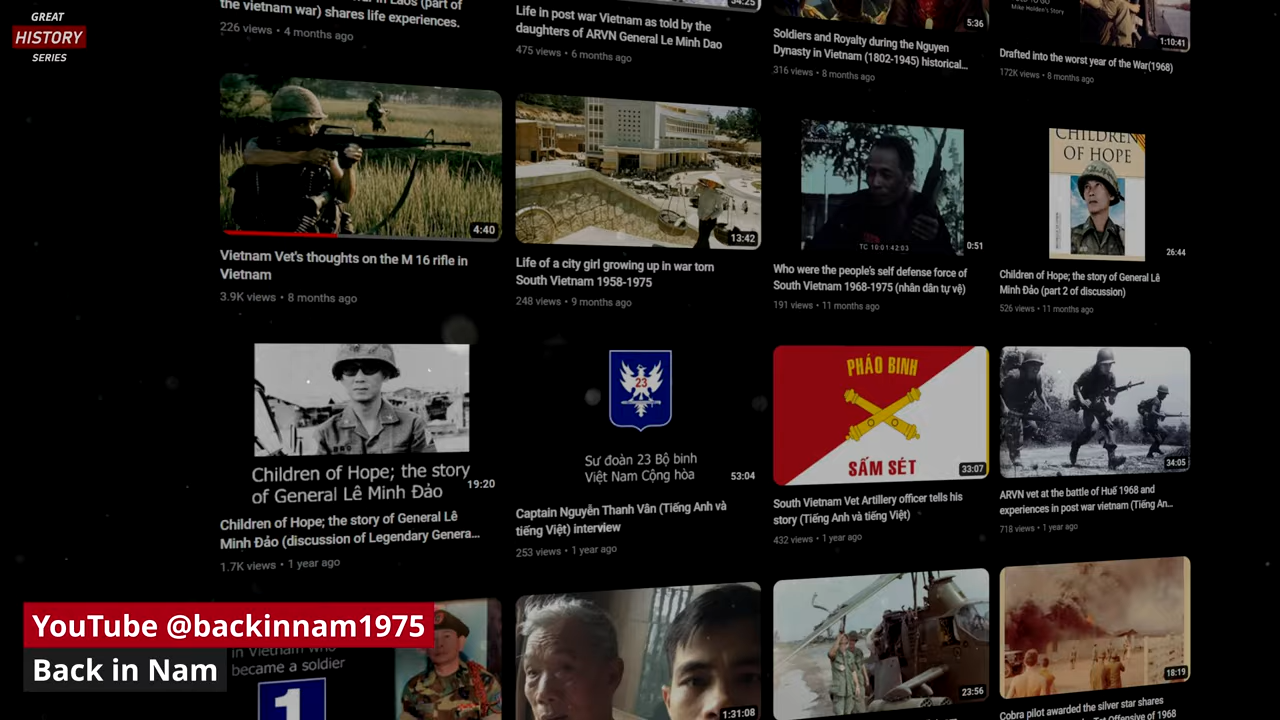 GREAT
HISTORY
SERIES
the vietnam war) shares life experiences.
226 views • 4 months ago
54:25
Life in post war Vietnam as told by the
daughters of ARVN General Le Minh Dao
475 views • 6 months ago
5:36
Soldiers and Royalty during the Nguyen
Dynasty in Vietnam (1802-1945) historical...
316 views • 8 months ago
Mike Holden's Story
1:10:41
Drafted into the worst year of the War(1968)
172K views • 8 months ago
4:40
Vietnam Vet's thoughts on the M 16 rifle in
Vietnam
3.9K views • 8 months ago
13:42
Life of a city girl growing up in war torn
South Vietnam 1958-1975
248 views • 9 months ago
TC 10:01:42:03
0:51
Who were the people's self defense force of
South Vietnam 1968-1975 (nhân dân tự vệ)
191 views • 11 months ago
CHILDREN
OF HOPE
26:44
Children of Hope; the story of General Lê
Minh Đảo (part 2 of discussion)
526 views • 11 months ago
Children of Hope; the story
of General Lê Minh Đảo
19:20
Children of Hope; the story of General Lê
Minh Đảo (discussion of Legendary Genera...
1.7K views • 1 year ago
23
Sư đoàn 23 Bộ binh
Việt Nam Cộng hòa
53:04
Captain Nguyễn Thanh Vân (Tiếng Anh và
tiếng Việt) interview
253 views • 1 year ago
PHÁO BINH
SẤM SÉT
33:07
South Vietnam Vet Artillery officer tells his
story (Tiếng Anh và tiếng Việt)
432 views • 1 year ago
34:05
ARVN vet at the battle of Huế 1968 and
experiences in post war vietnam (Tiếng An...
718 views • 1 year ago
in Vietnam who
became a soldier
1
1:31:08
23:56
18:19
Cobra pilot awarded the silver star shares
Tet Offensive of 1968
YouTube @backinnam1975
Back in Nam